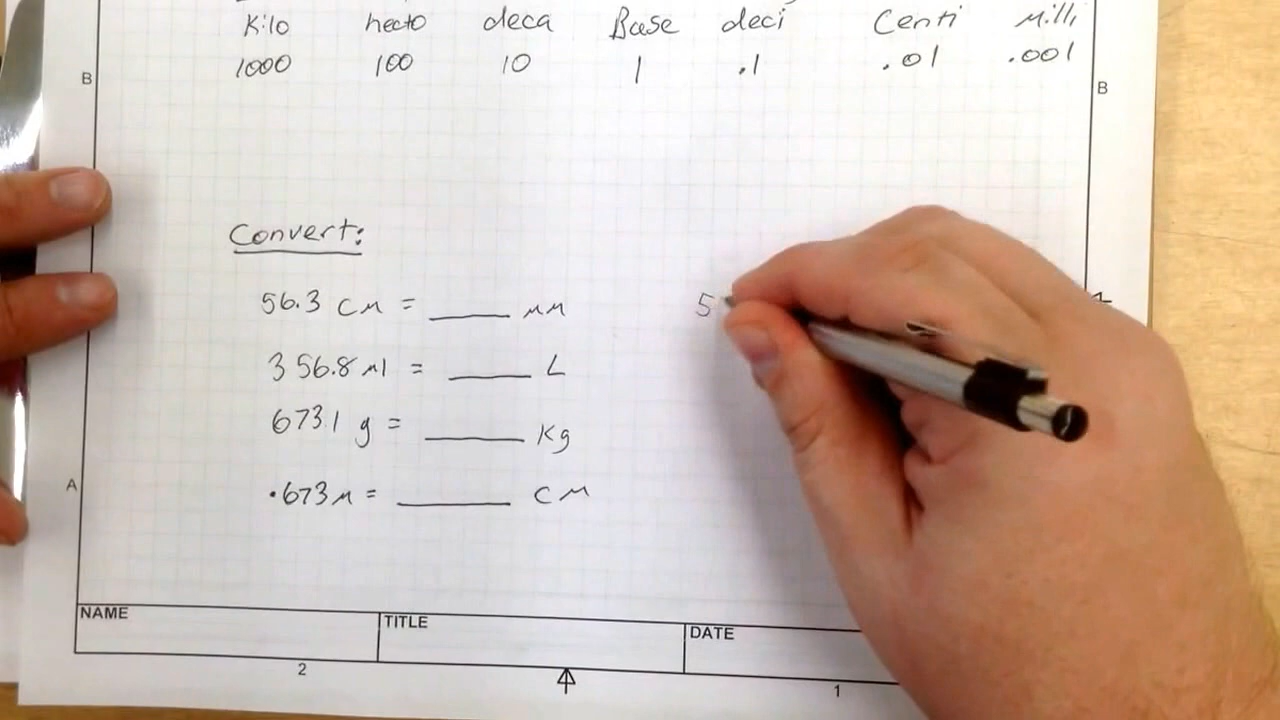 Kilo hecto deca Base deci Centi Milli
1000 100 10 1 .1 .01 .001
B
B
Convert:
56.3 cm = ____ mm
5
356.8 ml = ____ L
673.1 g = ____ Kg
.673m = ____ cm
A
NAME
TITLE
DATE
2
1